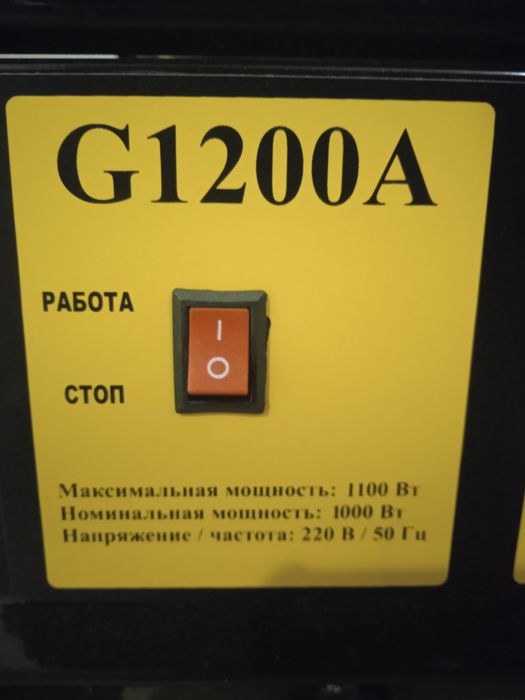 G1200A
РАБОТА
I
O
СТОП
Максимальная мощность: 1100 Вт
Номинальная мощность: 1000 Вт
Напряжение / частота: 220 В / 50 Гц